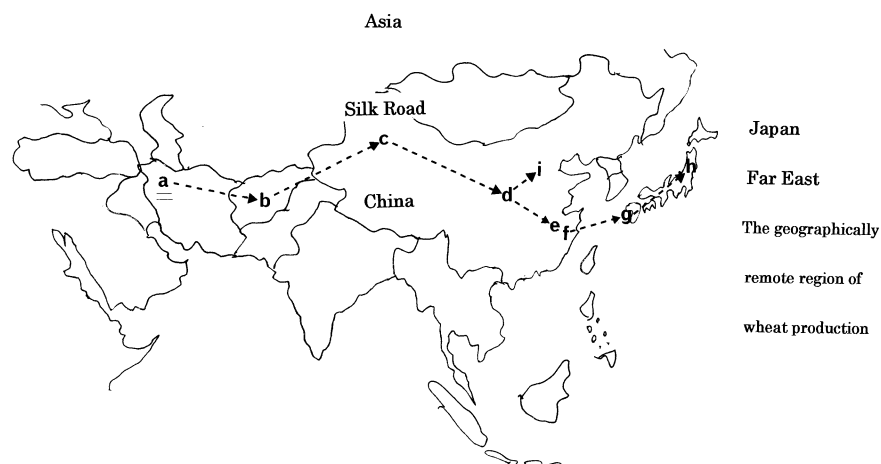 Asia
Silk Road
c
Japan
i
h
a
Far East
b
China
d
g
e
f
The geographically
remote region of
wheat production